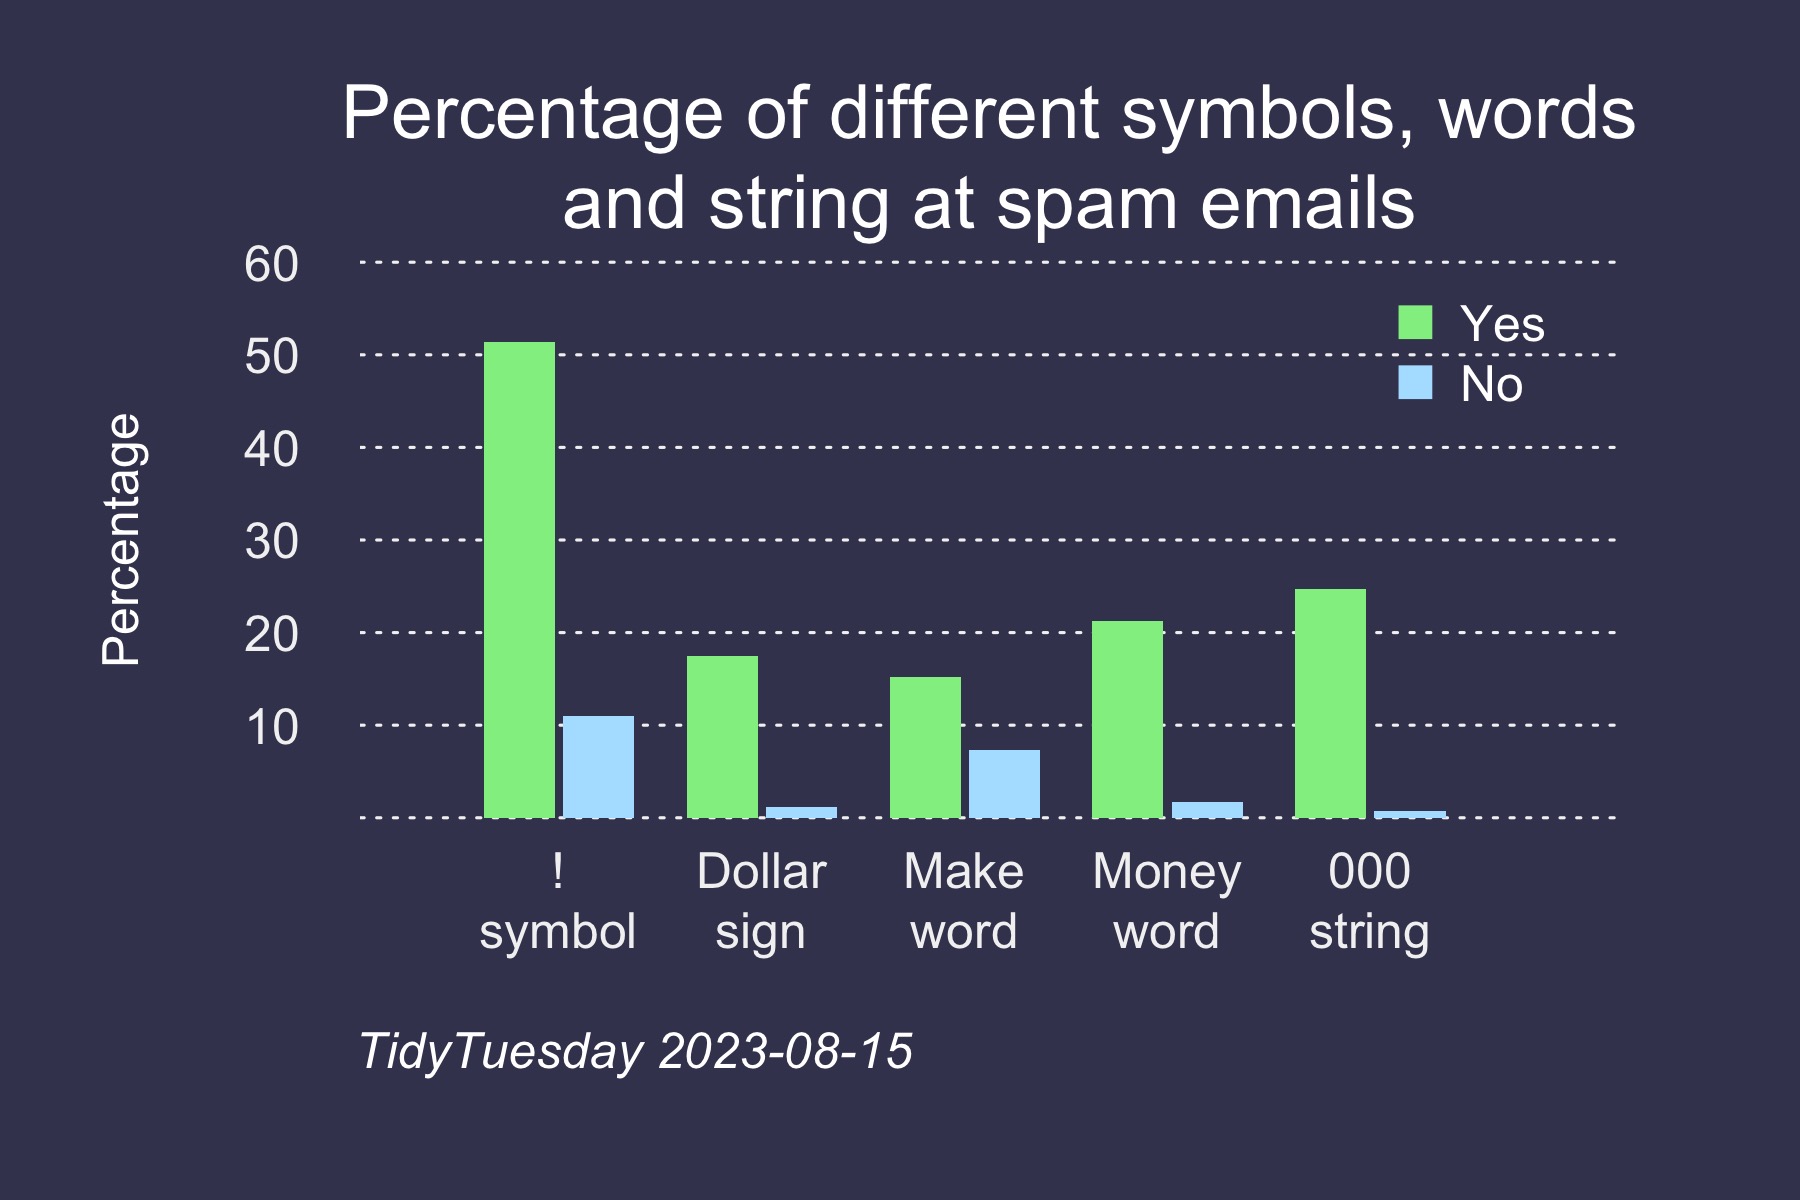 Percentage of different symbols, words
and string at spam emails
60
50
40
30
20
10
Percentage
Yes
No
! symbol
Dollar sign
Make word
Money word
000 string
TidyTuesday 2023-08-15